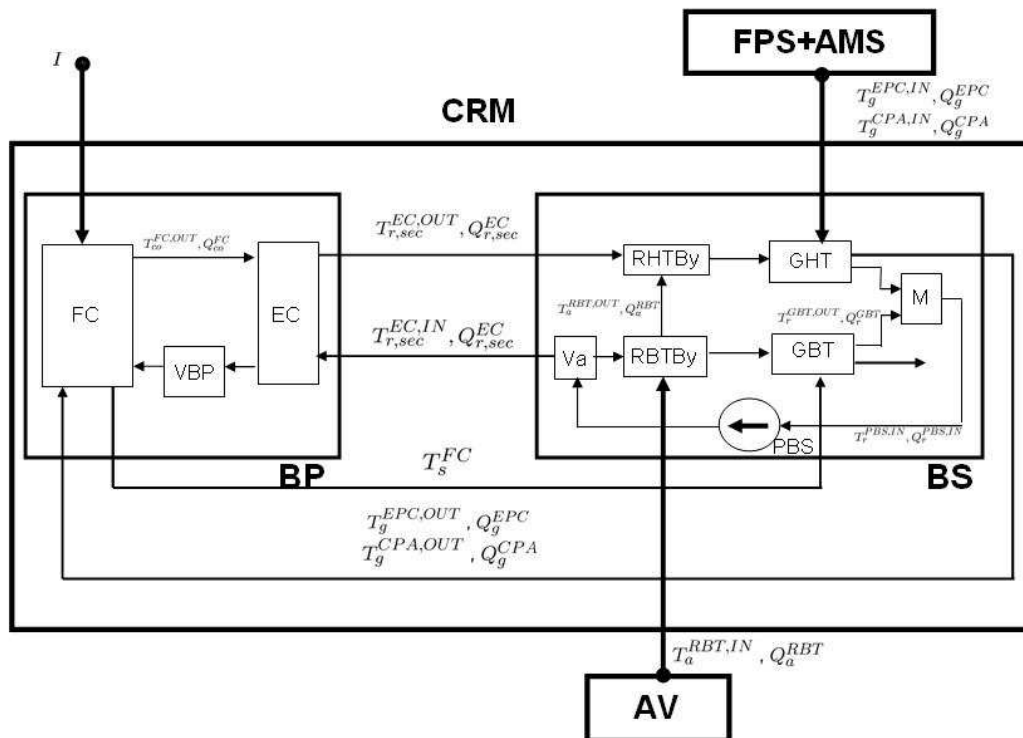 FPS+AMS
I
T_g^{EPC,IN}, Q_g^{EPC}
T_g^{CPA,IN}, Q_g^{CPA}
CRM
T_{co}^{FC,OUT}, Q_{co}^{FC}
T_{r,sec}^{EC,OUT}, Q_{r,sec}^{EC}
RHTBy
GHT
FC
EC
T_a^{RBT,OUT}, Q_a^{RBT}
M
T_r^{GBT,OUT}, Q_r^{GBT}
T_{r,sec}^{EC,IN}, Q_{r,sec}^{EC}
VBP
Va
RBTBy
GBT
T_r^{PBS,IN}, Q_r^{PBS,IN}
PBS
BP
T_s^{FC}
BS
T_g^{EPC,OUT}, Q_g^{EPC}
T_g^{CPA,OUT}, Q_g^{CPA}
T_a^{RBT,IN}, Q_a^{RBT}
AV